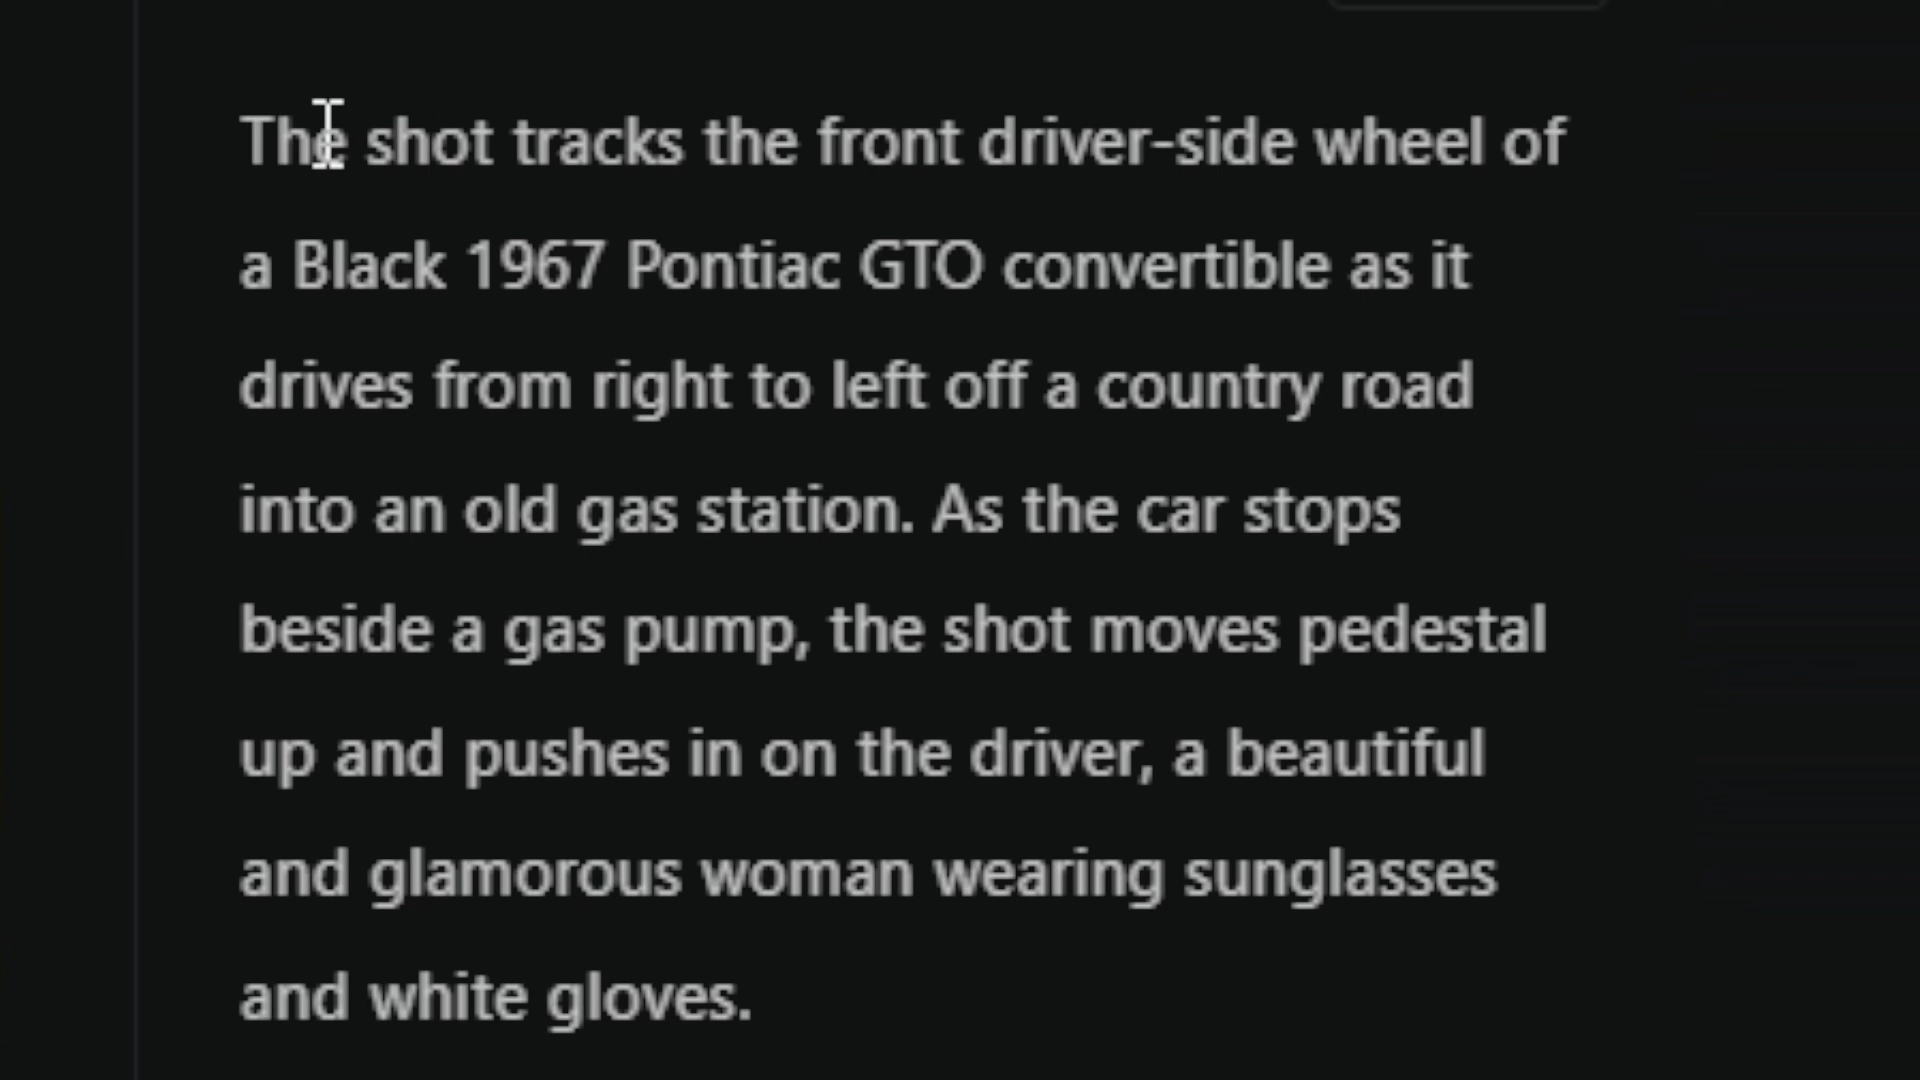 The shot tracks the front driver-side wheel of
a Black 1967 Pontiac GTO convertible as it
drives from right to left off a country road
into an old gas station. As the car stops
beside a gas pump, the shot moves pedestal
up and pushes in on the driver, a beautiful
and glamorous woman wearing sunglasses
and white gloves.